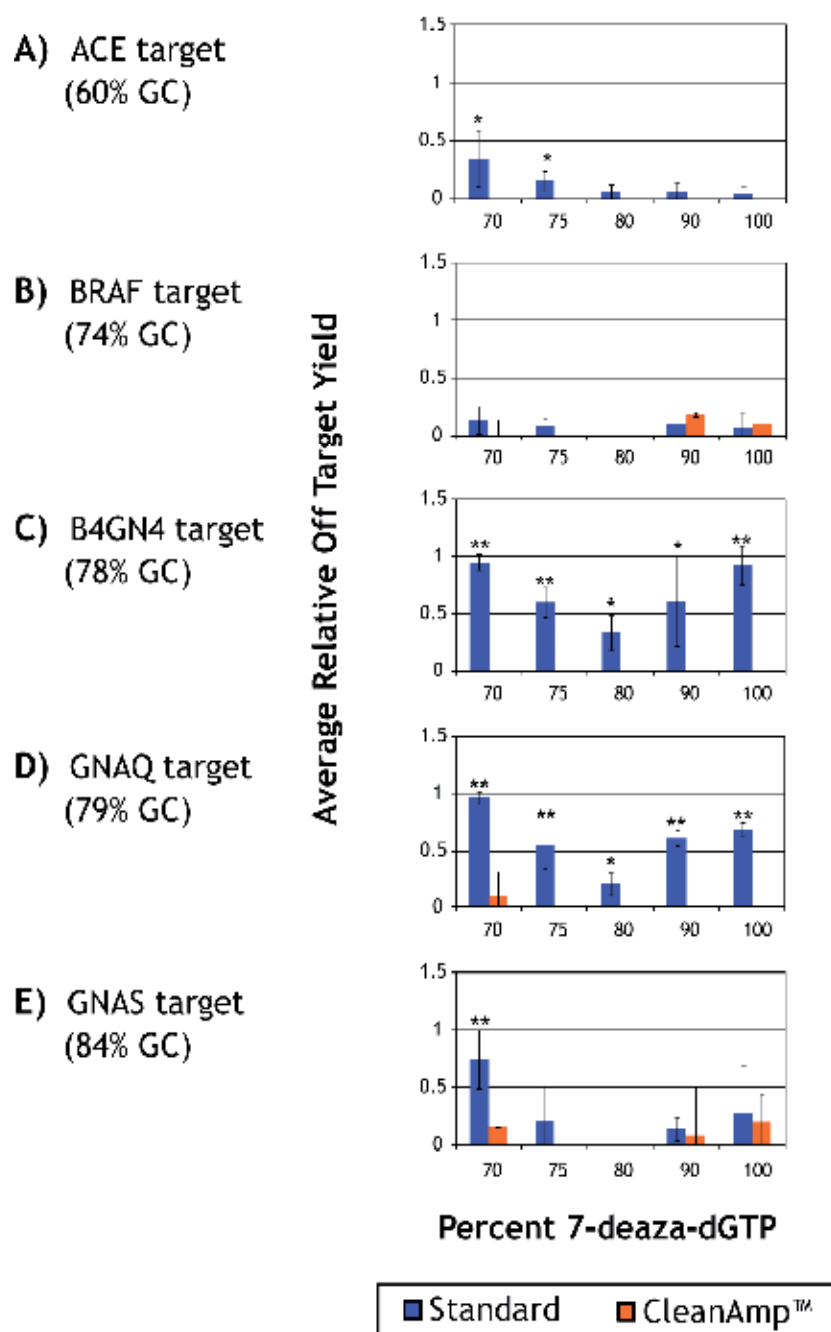 A) ACE target
(60% GC)
1.5
1
0.5
0
* *
70 75 80 90 100
B) BRAF target
(74% GC)
1.5
1
0.5
0
70 75 80 90 100
C) B4GN4 target
(78% GC)
1.5
1
0.5
0
** ** * * **
70 75 80 90 100
D) GNAQ target
(79% GC)
1.5
1
0.5
0
** ** * ** **
70 75 80 90 100
E) GNAS target
(84% GC)
1.5
1
0.5
0
**
70 75 80 90 100
Average Relative Off Target Yield
Percent 7-deaza-dGTP
Standard CleanAmp™